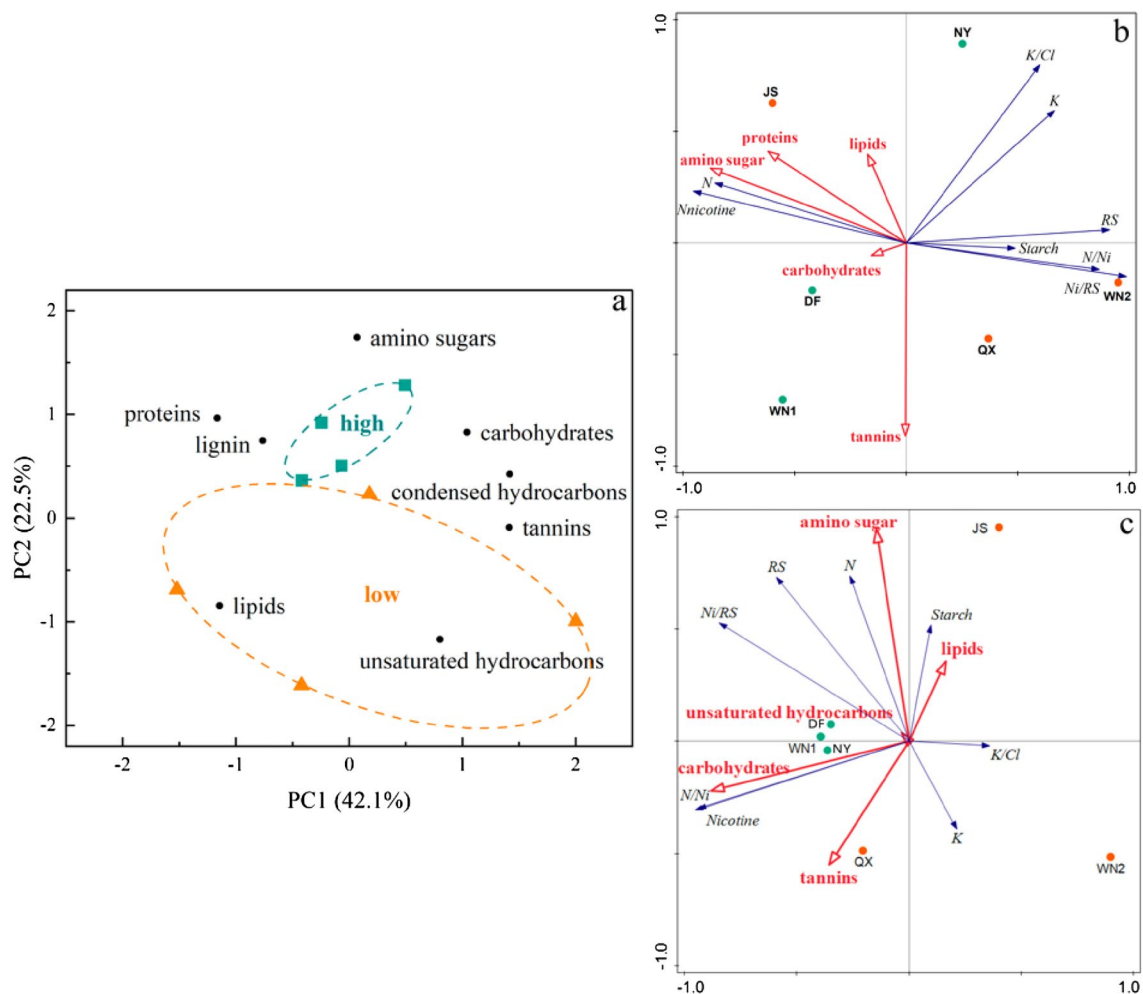 a
2
1
0
-1
-2
PC2 (22.5%)
-2
-1
0
1
2
PC1 (42.1%)
amino sugars
proteins
high
carbohydrates
lignin
condensed hydrocarbons
tannins
low
lipids
unsaturated hydrocarbons
b
1.0
-1.0
-1.0
1.0
NY
K/Cl
JS
K
proteins
lipids
amino sugar
N
Nnicotine
RS
Starch
carbohydrates
N/Ni
Ni/RS
WN2
DF
QX
WN1
tannins
c
1.0
-1.0
-1.0
1.0
amino sugar
JS
RS
N
Ni/RS
Starch
lipids
unsaturated hydrocarbons
DF
WN1
NY
K/Cl
carbohydrates
N/Ni
Nicotine
K
QX
WN2
tannins